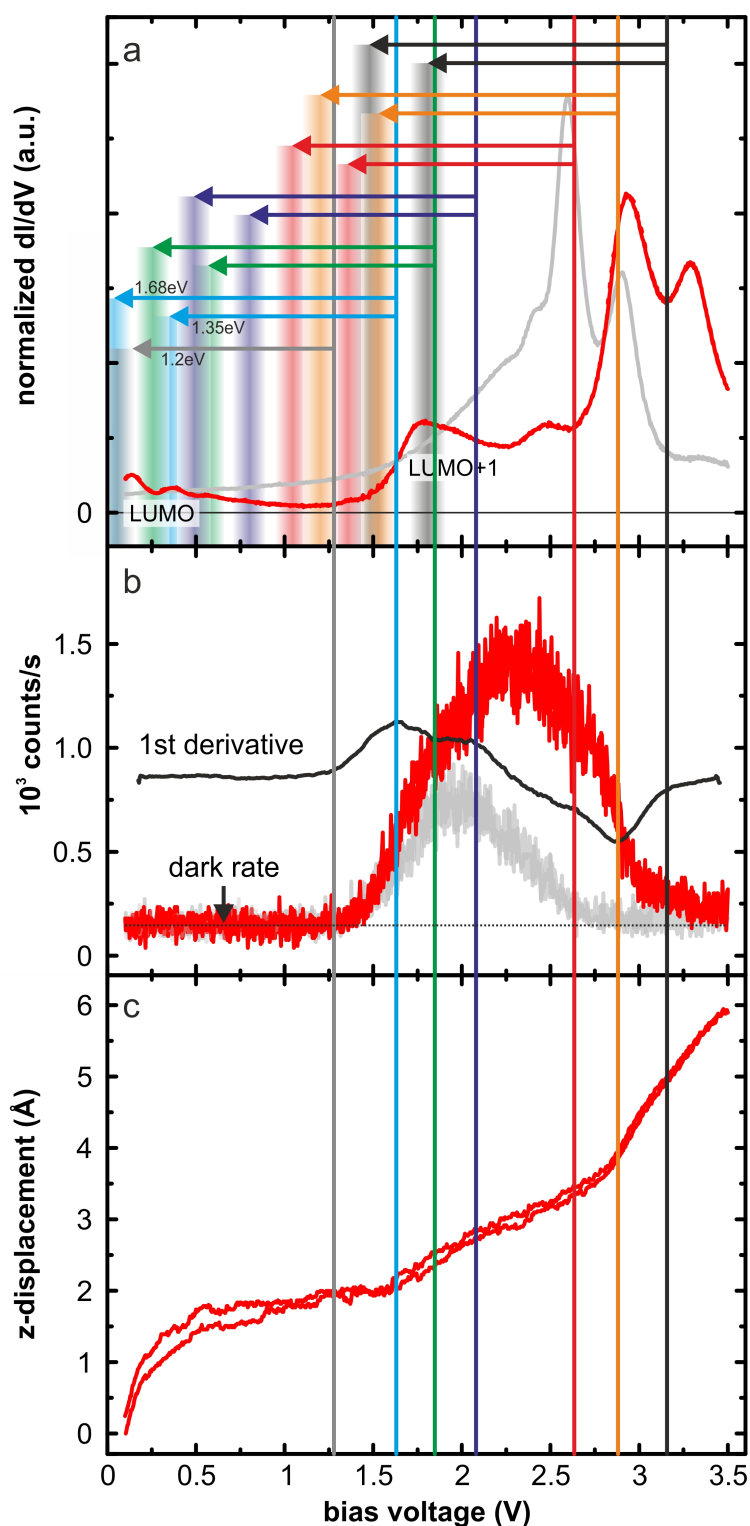 a
normalized dI/dV (a.u.)
1.68eV
1.35eV
1.2eV
LUMO+1
0
LUMO
b
10³ counts/s
1.5
1st derivative
1.0
dark rate
0.5
0
c
z-displacement (Å)
6
5
4
3
2
1
0
0 0.5 1 1.5 2 2.5 3 3.5
bias voltage (V)